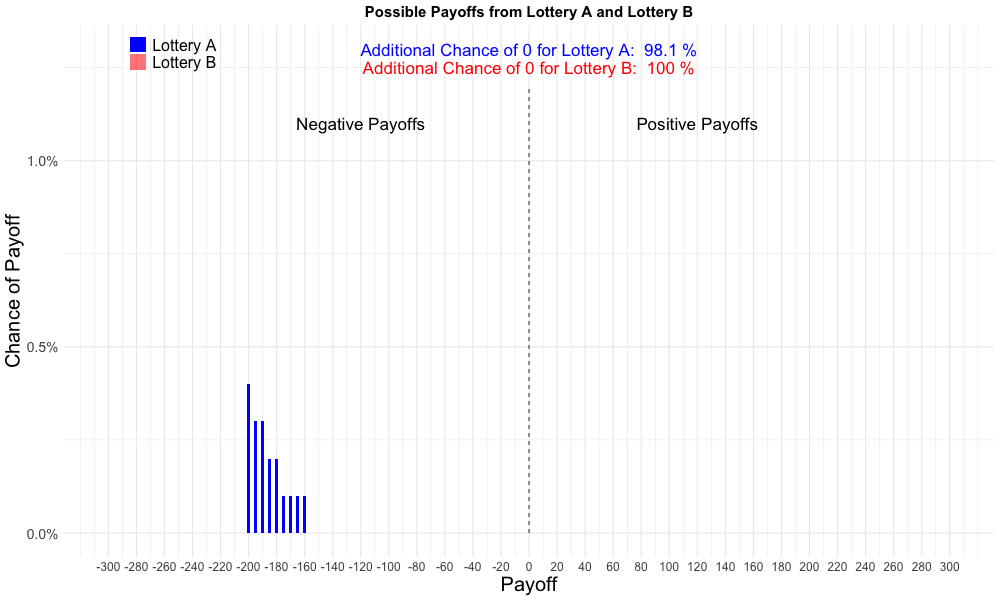 Possible Payoffs from Lottery A and Lottery B
Lottery A
Lottery B
Additional Chance of 0 for Lottery A:  98.1 %
Additional Chance of 0 for Lottery B:  100 %
Negative Payoffs
Positive Payoffs
Chance of Payoff
1.0%
0.5%
0.0%
-300 -280 -260 -240 -220 -200 -180 -160 -140 -120 -100 -80 -60 -40 -20 0 20 40 60 80 100 120 140 160 180 200 220 240 260 280 300
Payoff